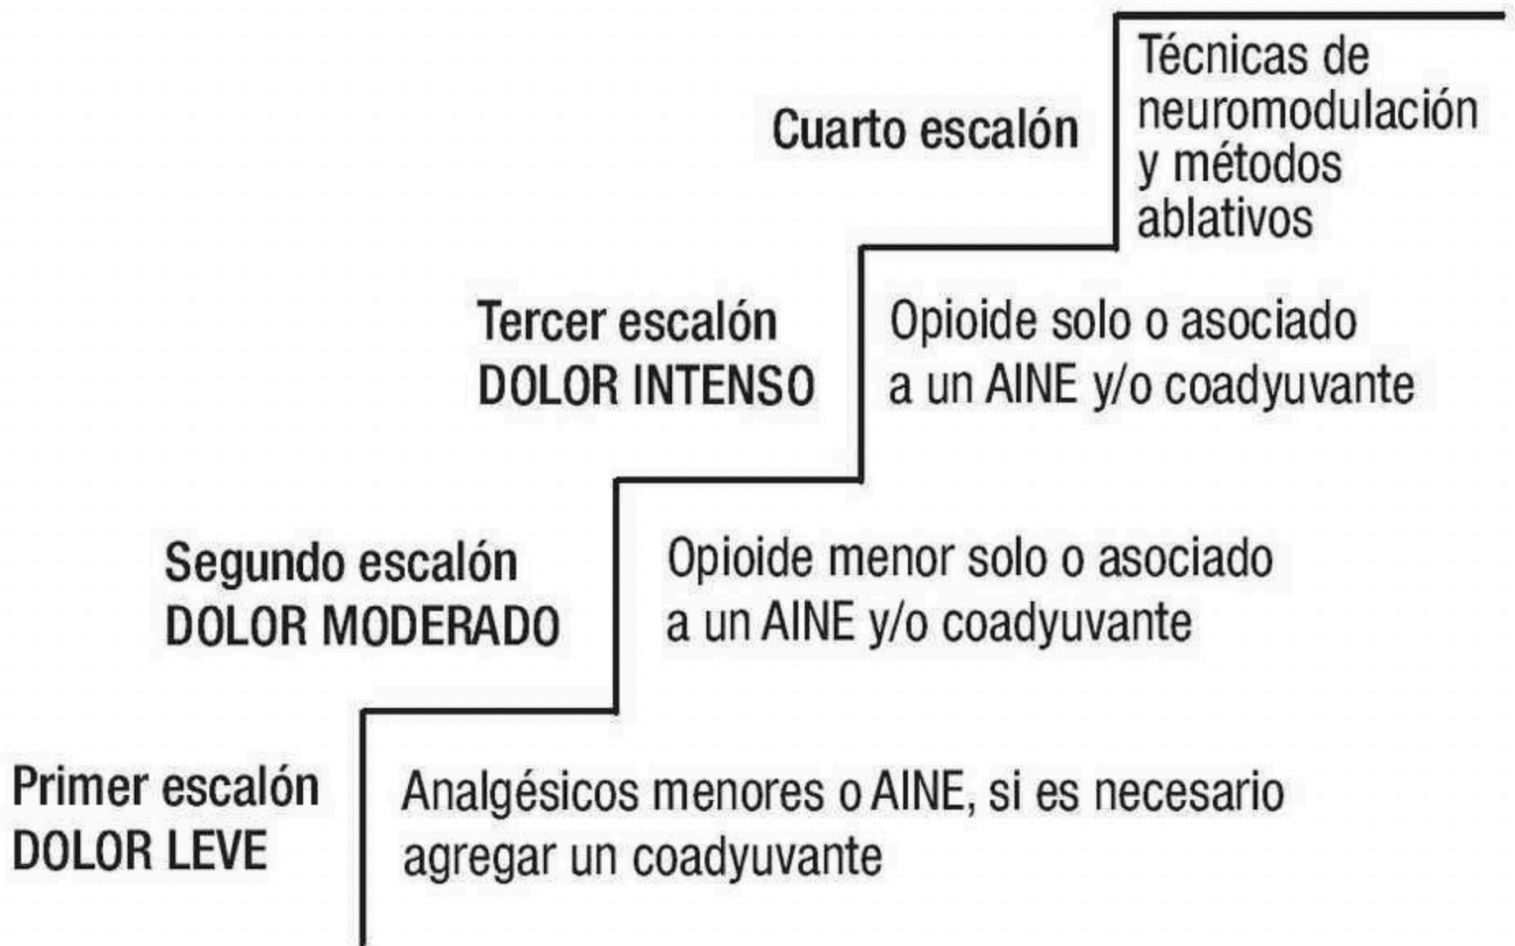 Técnicas de
neuromodulación
y métodos
ablativos
Cuarto escalón
Tercer escalón
DOLOR INTENSO
Opioide solo o asociado
a un AINE y/o coadyuvante
Segundo escalón
DOLOR MODERADO
Opioide menor solo o asociado
a un AINE y/o coadyuvante
Primer escalón
DOLOR LEVE
Analgésicos menores o AINE, si es necesario
agregar un coadyuvante